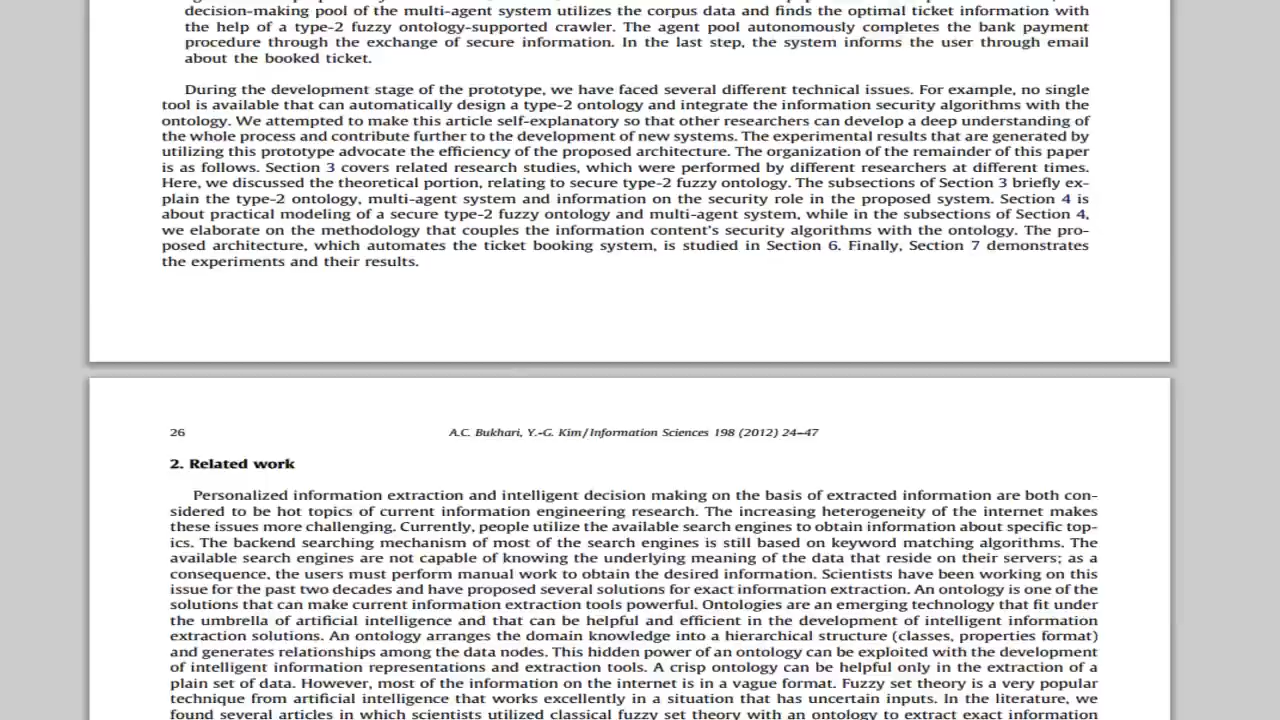 decision-making pool of the multi-agent system utilizes the corpus data and finds the optimal ticket information with
the help of a type-2 fuzzy ontology-supported crawler. The agent pool autonomously completes the bank payment
procedure through the exchange of secure information. In the last step, the system informs the user through email
about the booked ticket.
During the development stage of the prototype, we have faced several different technical issues. For example, no single
tool is available that can automatically design a type-2 ontology and integrate the information security algorithms with the
ontology. We attempted to make this article self-explanatory so that other researchers can develop a deep understanding of
the whole process and contribute further to the development of new systems. The experimental results that are generated by
utilizing this prototype advocate the efficiency of the proposed architecture. The organization of the remainder of this paper
is as follows. Section 3 covers related research studies, which were performed by different researchers at different times.
Here, we discussed the theoretical portion, relating to secure type-2 fuzzy ontology. The subsections of Section 3 briefly ex-
plain the type-2 ontology, multi-agent system and information on the security role in the proposed system. Section 4 is
about practical modeling of a secure type-2 fuzzy ontology and multi-agent system, while in the subsections of Section 4,
we elaborate on the methodology that couples the information content's security algorithms with the ontology. The pro-
posed architecture, which automates the ticket booking system, is studied in Section 6. Finally, Section 7 demonstrates
the experiments and their results.
26
A.C. Bukhari, Y.-G. Kim / Information Sciences 198 (2012) 24–47
2. Related work
Personalized information extraction and intelligent decision making on the basis of extracted information are both con-
sidered to be hot topics of current information engineering research. The increasing heterogeneity of the internet makes
these issues more challenging. Currently, people utilize the available search engines to obtain information about specific top-
ics. The backend searching mechanism of most of the search engines is still based on keyword matching algorithms. The
available search engines are not capable of knowing the underlying meaning of the data that reside on their servers; as a
consequence, the users must perform manual work to obtain the desired information. Scientists have been working on this
issue for the past two decades and have proposed several solutions for exact information extraction. An ontology is one of the
solutions that can make current information extraction tools powerful. Ontologies are an emerging technology that fit under
the umbrella of artificial intelligence and that can be helpful and efficient in the development of intelligent information
extraction solutions. An ontology arranges the domain knowledge into a hierarchical structure (classes, properties format)
and generates relationships among the data nodes. This hidden power of an ontology can be exploited with the development
of intelligent information representations and extraction tools. A crisp ontology can be helpful only in the extraction of a
plain set of data. However, most of the information on the internet is in a vague format. Fuzzy set theory is a very popular
technique from artificial intelligence that works excellently in a situation that has uncertain inputs. In the literature, we
found several articles in which scientists utilized classical fuzzy set theory with an ontology to extract exact information